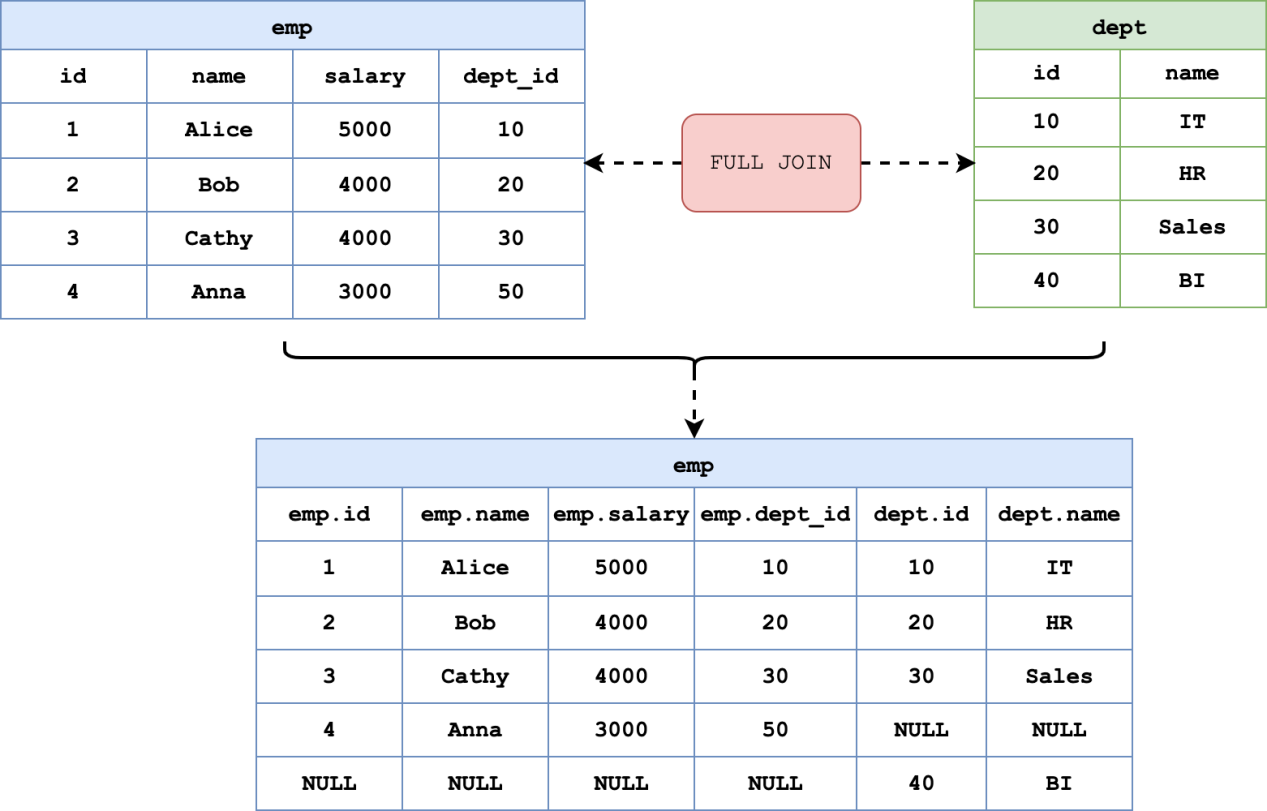 emp
id name salary dept_id
1 Alice 5000 10
2 Bob 4000 20
3 Cathy 4000 30
4 Anna 3000 50
FULL JOIN
dept
id name
10 IT
20 HR
30 Sales
40 BI
emp
emp.id emp.name emp.salary emp.dept_id dept.id dept.name
1 Alice 5000 10 10 IT
2 Bob 4000 20 20 HR
3 Cathy 4000 30 30 Sales
4 Anna 3000 50 NULL NULL
NULL NULL NULL NULL 40 BI